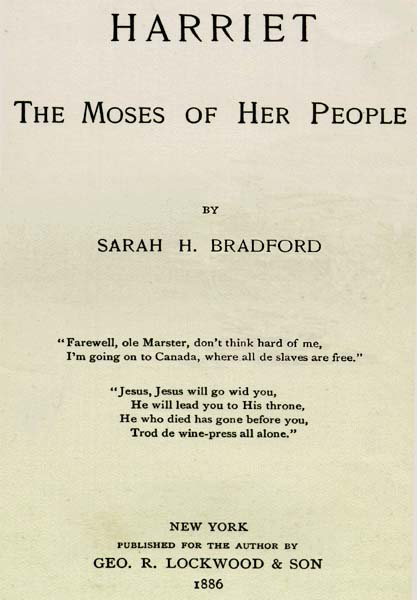 HARRIET
THE MOSES OF HER PEOPLE
BY
SARAH H. BRADFORD
"Farewell, ole Marster, don't think hard of me,
I'm going on to Canada, where all de slaves are free."
"Jesus, Jesus will go wid you,
He will lead you to His throne,
He who died has gone before you,
Trod de wine-press all alone."
NEW YORK
PUBLISHED FOR THE AUTHOR BY
GEO. R. LOCKWOOD & SON
1886